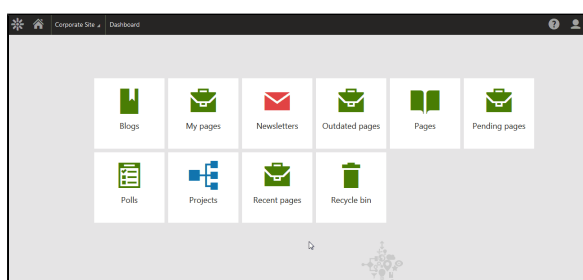 Corporate Site Dashboard ?
Blogs My pages Newsletters Outdated pages Pages Pending pages
Polls Projects Recent pages Recycle bin